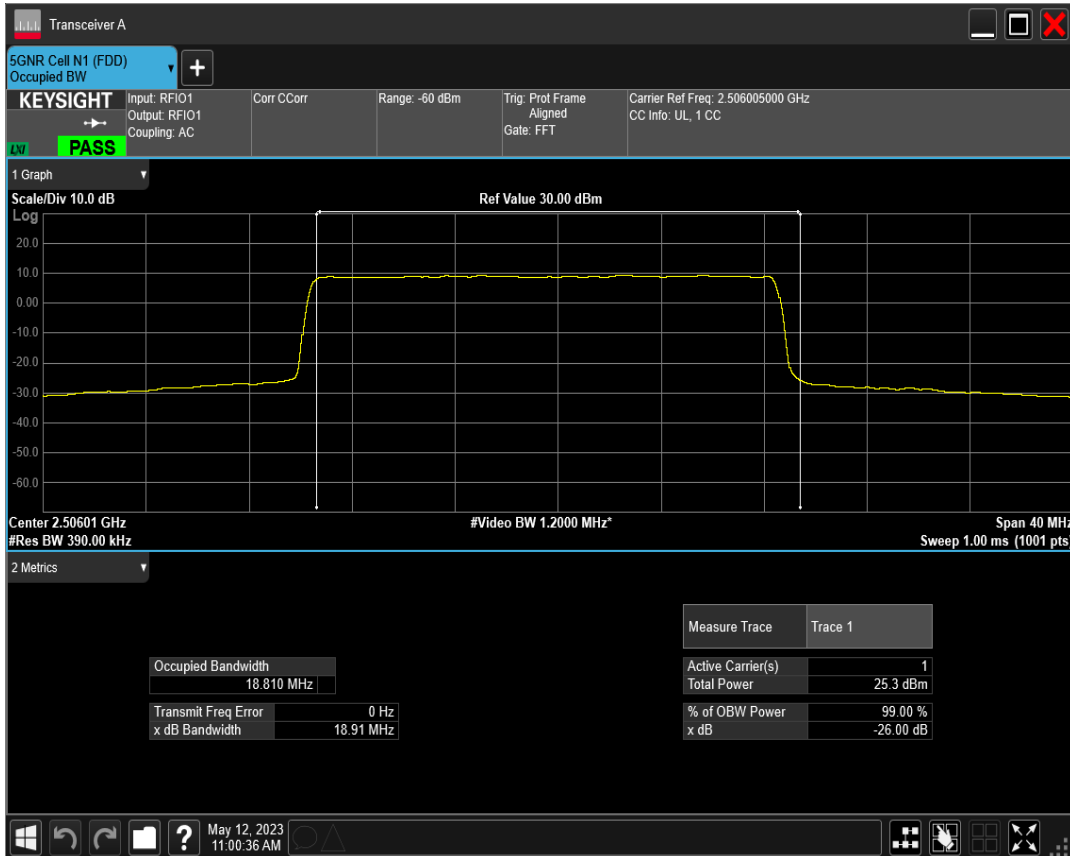 Transceiver A
5GNR Cell N1 (FDD)
Occupied BW
+
KEYSIGHT
LXI
PASS
Input: RFIO1
Output: RFIO1
Coupling: AC
Corr CCorr
Range: -60 dBm
Trig: Prot Frame
Aligned
Gate: FFT
Carrier Ref Freq: 2.506005000 GHz
CC Info: UL, 1 CC
1 Graph
Scale/Div 10.0 dB
Ref Value 30.00 dBm
Log
20.0
10.0
0.00
-10.0
-20.0
-30.0
-40.0
-50.0
-60.0
Center 2.50601 GHz
#Video BW 1.2000 MHz*
Span 40 MHz
#Res BW 390.00 kHz
Sweep 1.00 ms (1001 pts)
2 Metrics
Measure Trace Trace 1
Occupied Bandwidth
18.810 MHz
Active Carrier(s) 1
Total Power 25.3 dBm
Transmit Freq Error 0 Hz
x dB Bandwidth 18.91 MHz
% of OBW Power 99.00 %
x dB -26.00 dB
?
May 12, 2023
11:00:36 AM